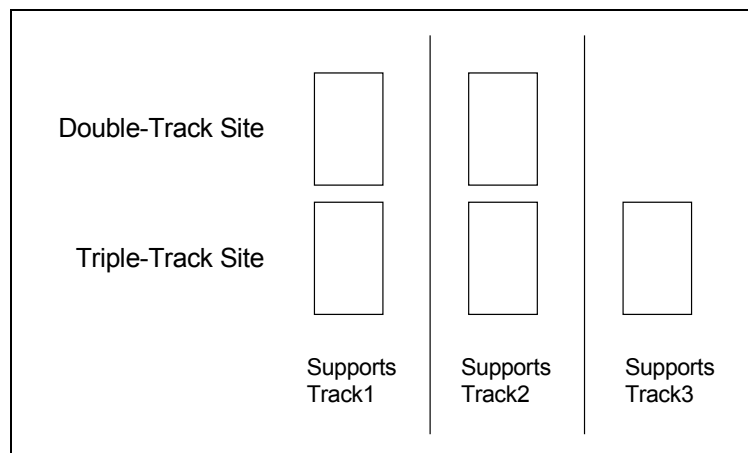 Double-Track Site
Triple-Track Site
Supports
Track1
Supports
Track2
Supports
Track3